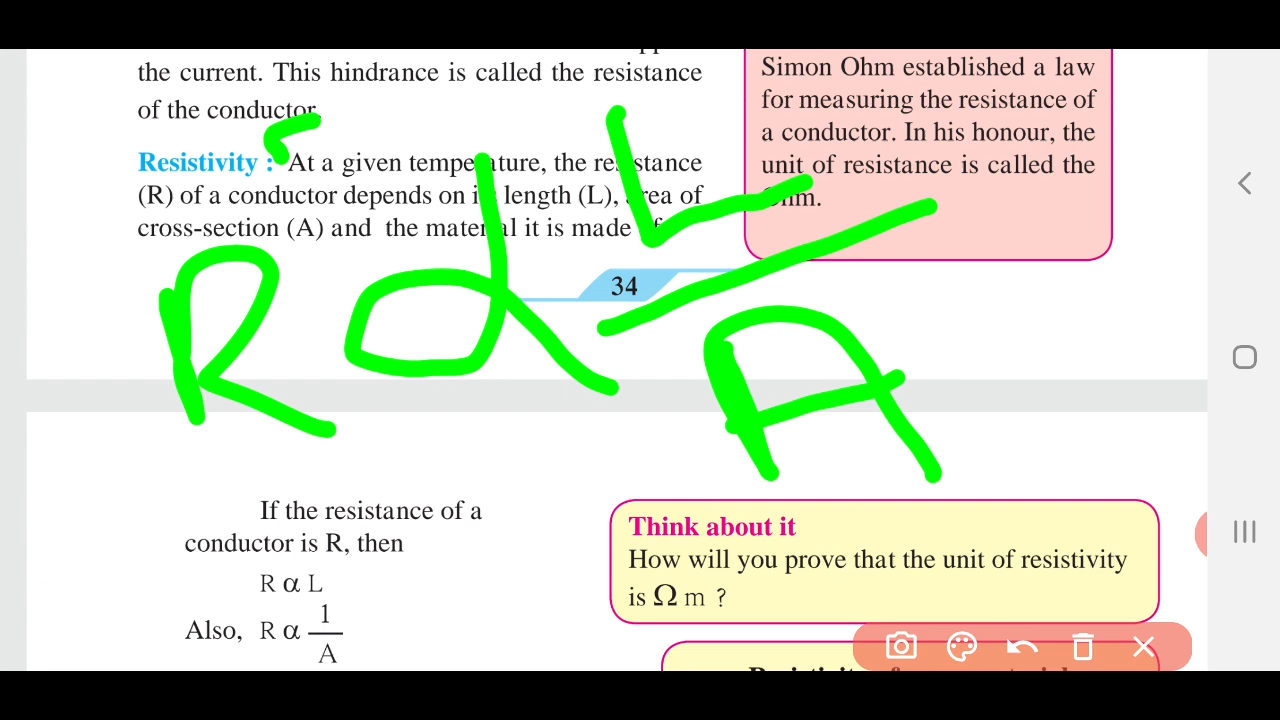 the current. This hindrance is called the resistance
of the conductor.
Resistivity : At a given temperature, the resistance
(R) of a conductor depends on its length (L), area of
cross-section (A) and the material it is made of.
Simon Ohm established a law
for measuring the resistance of
a conductor. In his honour, the
unit of resistance is called the
Ohm.
34
R α L
A
If the resistance of a
conductor is R, then
R α L
Also, R α 1
A
Think about it
How will you prove that the unit of resistivity
is Ω m ?